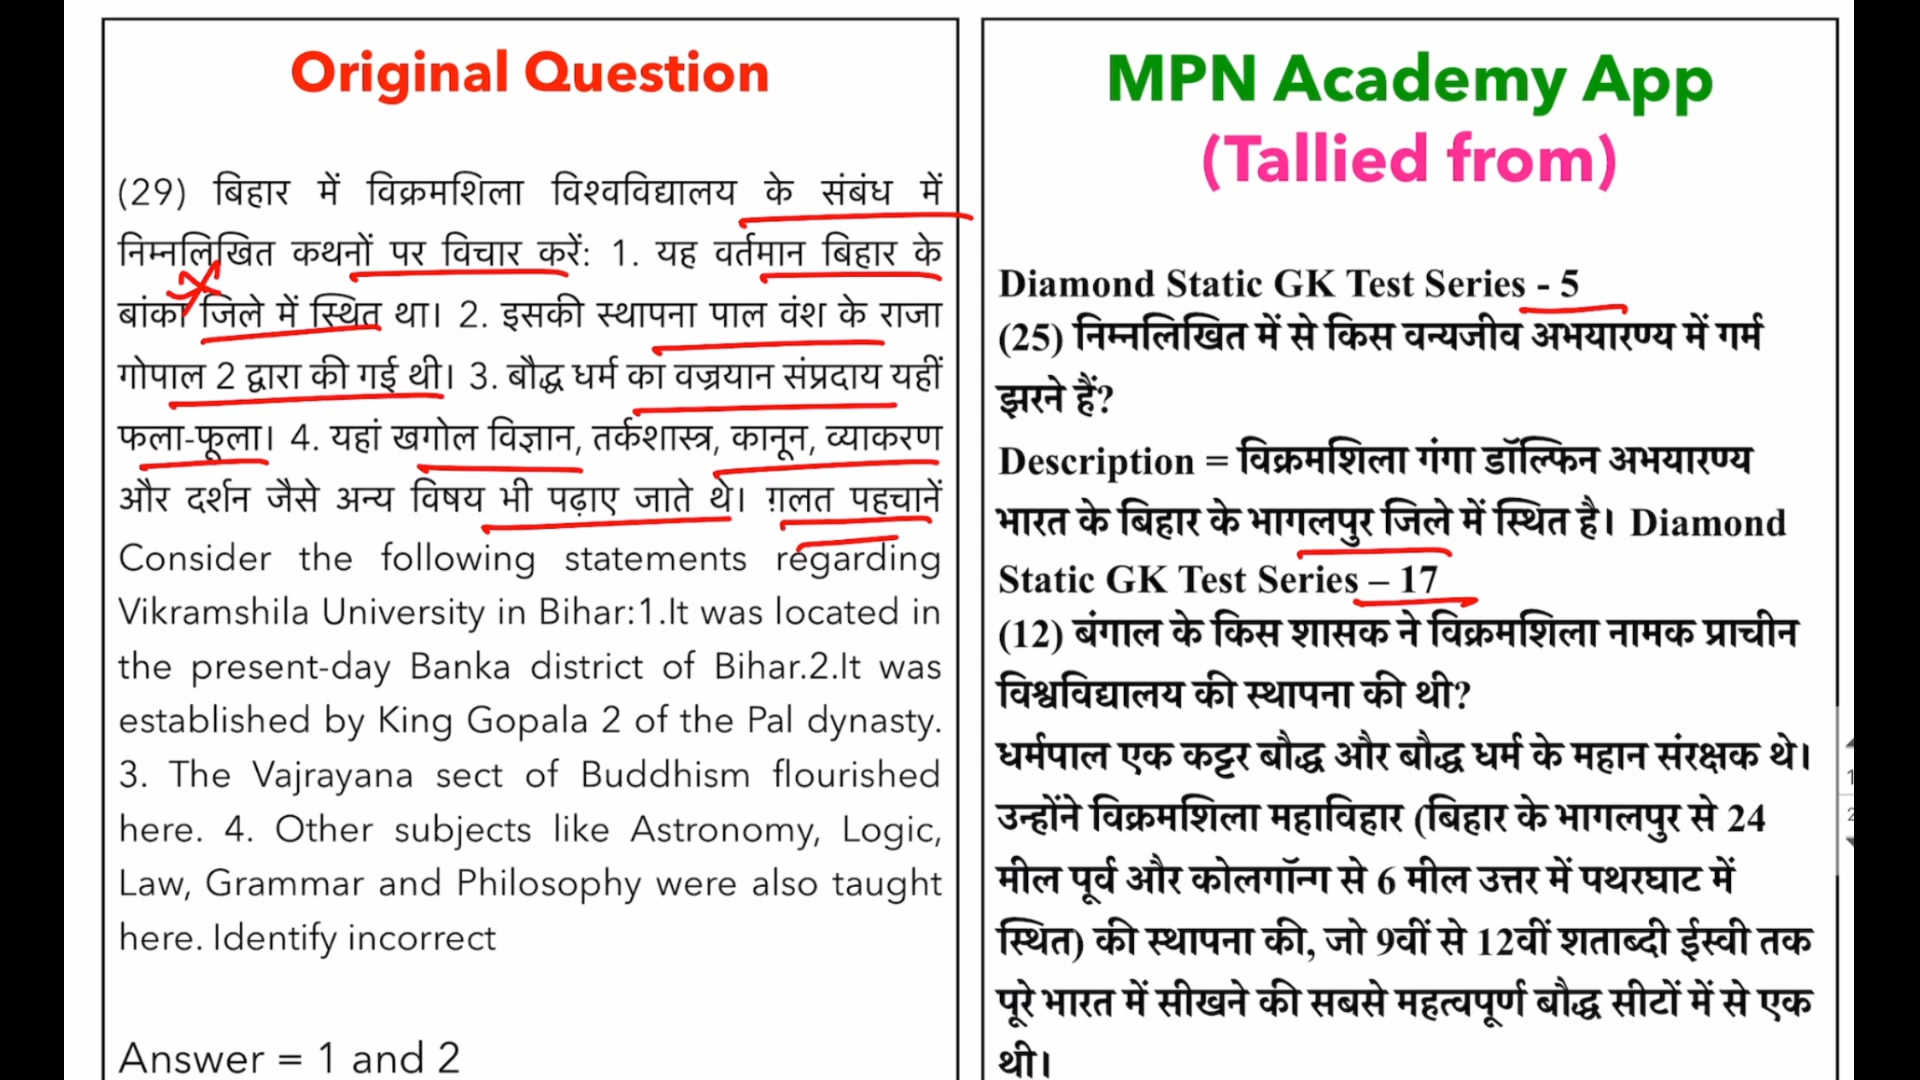 Original Question
(29) बिहार में विक्रमशिला विश्वविद्यालय के संबंध में
निम्नलिखित कथनों पर विचार करें: 1. यह वर्तमान बिहार के
बांका जिले में स्थित था। 2. इसकी स्थापना पाल वंश के राजा
गोपाल 2 द्वारा की गई थी। 3. बौद्ध धर्म का वज्रयान संप्रदाय यहीं
फला-फूला। 4. यहां खगोल विज्ञान, तर्कशास्त्र, कानून, व्याकरण
और दर्शन जैसे अन्य विषय भी पढ़ाए जाते थे। ग़लत पहचानें
Consider the following statements regarding
Vikramshila University in Bihar:1.It was located in
the present-day Banka district of Bihar.2.It was
established by King Gopala 2 of the Pal dynasty.
3. The Vajrayana sect of Buddhism flourished
here. 4. Other subjects like Astronomy, Logic,
Law, Grammar and Philosophy were also taught
here. Identify incorrect
Answer = 1 and 2
MPN Academy App
(Tallied from)
Diamond Static GK Test Series - 5
(25) निम्नलिखित में से किस वन्यजीव अभयारण्य में गर्म
झरने हैं?
Description = विक्रमशिला गंगा डॉल्फिन अभयारण्य
भारत के बिहार के भागलपुर जिले में स्थित है। Diamond
Static GK Test Series – 17
(12) बंगाल के किस शासक ने विक्रमशिला नामक प्राचीन
विश्वविद्यालय की स्थापना की थी?
धर्मपाल एक कट्टर बौद्ध और बौद्ध धर्म के महान संरक्षक थे।
उन्होंने विक्रमशिला महाविहार (बिहार के भागलपुर से 24
मील पूर्व और कोलगॉन्ग से 6 मील उत्तर में पथरघाट में
स्थित) की स्थापना की, जो 9वीं से 12वीं शताब्दी ईस्वी तक
पूरे भारत में सीखने की सबसे महत्वपूर्ण बौद्ध सीटों में से एक
थी।